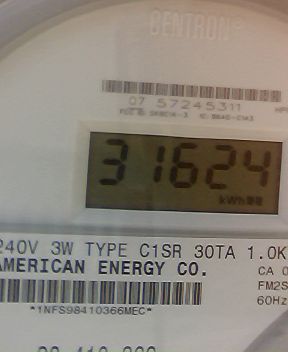 CENTRON®
07 57245311
31624
kWh
240V 3W TYPE C1SR 30TA 1.0K
AMERICAN ENERGY CO.
CA 0
FM2S
60Hz
*1NFS98410366MEC*